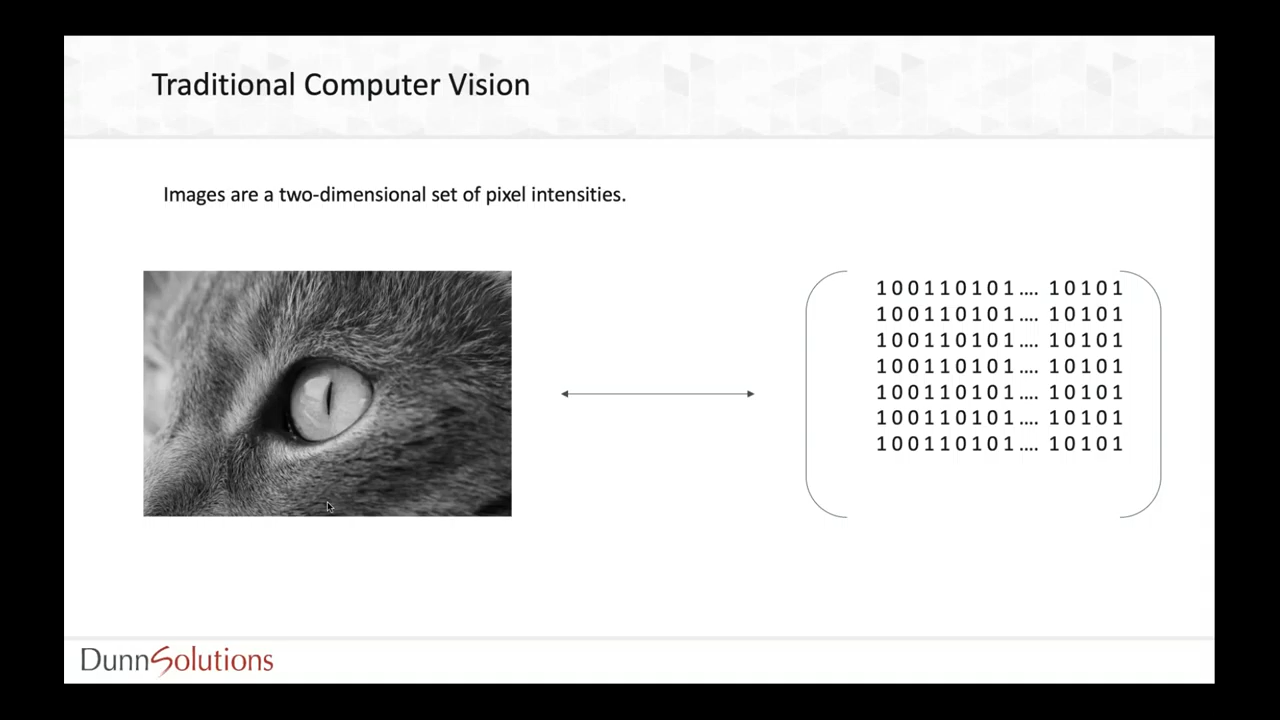 Traditional Computer Vision
Images are a two-dimensional set of pixel intensities.
1 0 0 1 1 0 1 0 1 .... 1 0 1 0 1
1 0 0 1 1 0 1 0 1 .... 1 0 1 0 1
1 0 0 1 1 0 1 0 1 .... 1 0 1 0 1
1 0 0 1 1 0 1 0 1 .... 1 0 1 0 1
1 0 0 1 1 0 1 0 1 .... 1 0 1 0 1
1 0 0 1 1 0 1 0 1 .... 1 0 1 0 1
1 0 0 1 1 0 1 0 1 .... 1 0 1 0 1
DunnSolutions